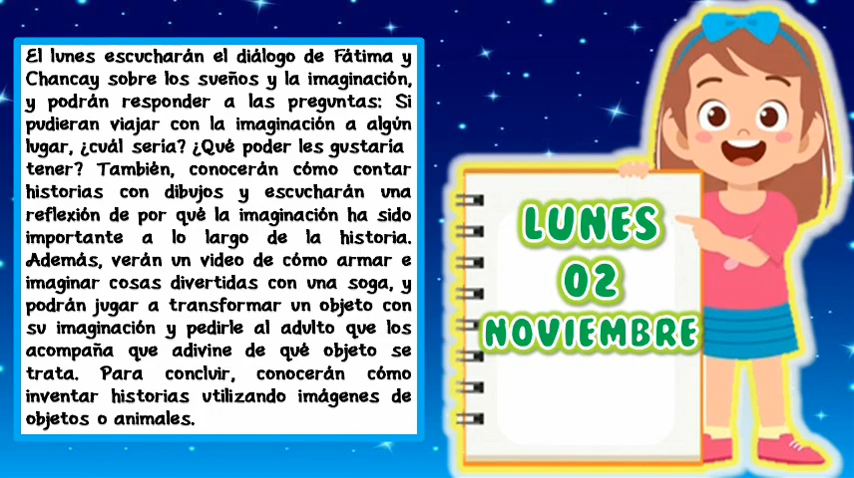 El lunes escucharán el diálogo de Fátima y
Chancay sobre los sueños y la imaginación,
y podrán responder a las preguntas: Si
pudieran viajar con la imaginación a algún
lugar, ¿cuál sería? ¿Qué poder les gustaría
tener? También, conocerán cómo contar
historias con dibujos y escucharán una
reflexión de por qué la imaginación ha sido
importante a lo largo de la historia.
Además, verán un video de cómo armar e
imaginar cosas divertidas con una soga, y
podrán jugar a transformar un objeto con
su imaginación y pedirle al adulto que los
acompaña que adivine de qué objeto se
trata. Para concluir, conocerán cómo
inventar historias utilizando imágenes de
objetos o animales.
LUNES
02
NOVIEMBRE